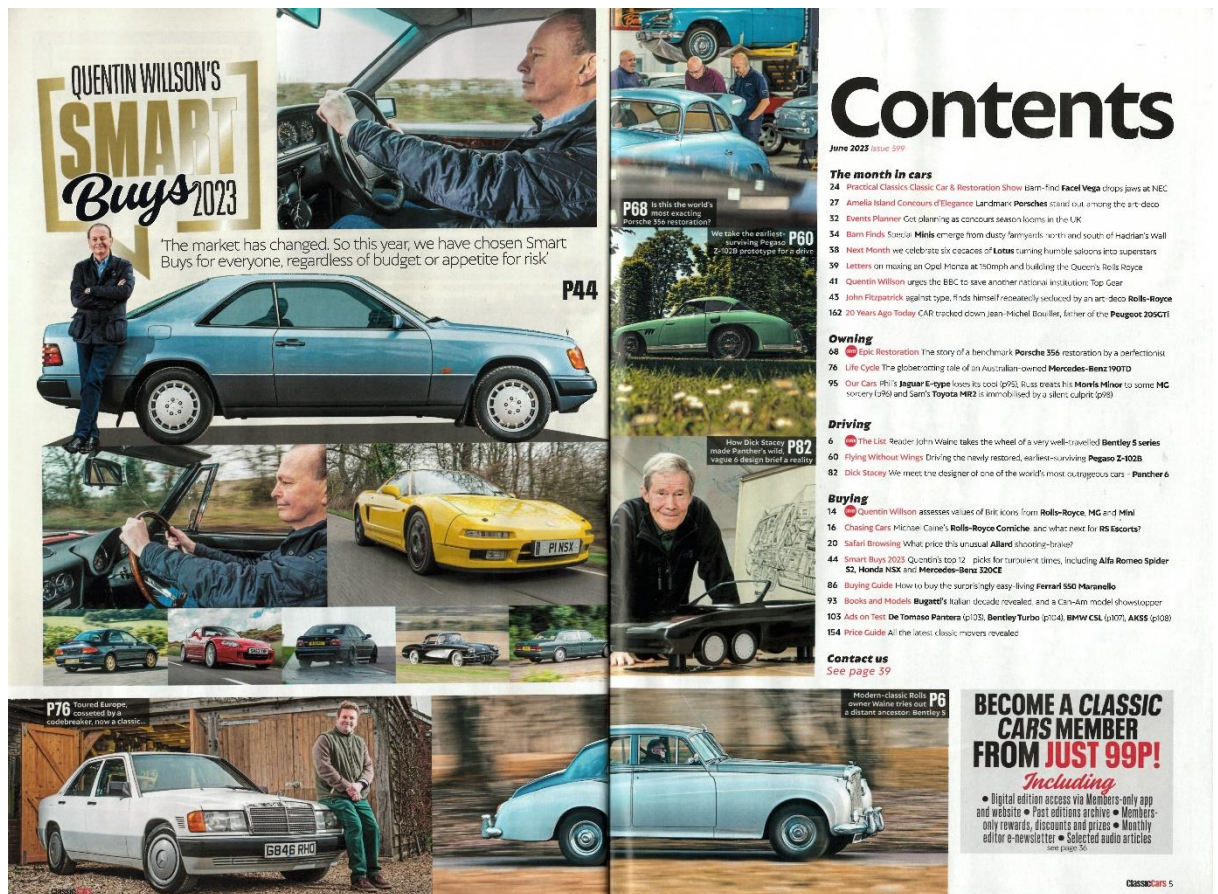 QUENTIN WILLSON'S
SMART
Buys 2023
'The market has changed. So this year, we have chosen Smart
Buys for everyone, regardless of budget or appetite for risk'
P44
P1 NSX
P76 Toured Europe,
cosseted by a
codebreaker, now a classic...
G846 RHO
ClassicCars
P68 Is this the world's
most exacting
Porsche 356 restoration?
We take the earliest-
surviving Pegaso P60
Z-102B prototype for a drive
How Dick Stacey
made Panther's wild, P82
vague 6 design brief a reality
Modern-classic Rolls
owner Waine tries out P6
a distant ancestor: Bentley S
Contents
June 2023 Issue 599
The month in cars
24 Practical Classics Classic Car & Restoration Show Barn-find Facel Vega drops jaws at NEC
27 Amelia Island Concours d'Elegance Landmark Porsches stand out among the art-deco
32 Events Planner Get planning as concours season looms in the UK
34 Barn Finds Special Minis emerge from dusty farmyards north and south of Hadrian's Wall
38 Next Month we celebrate six decades of Lotus turning humble saloons into superstars
39 Letters on maxing an Opel Monza at 150mph and building the Queen's Rolls Royce
41 Quentin Willson urges the BBC to save another national institution: Top Gear
43 John Fitzpatrick against type, finds himself repeatedly seduced by an art-deco Rolls-Royce
162 20 Years Ago Today CAR tracked down Jean-Michel Bouiller, father of the Peugeot 205GTi
Owning
68 Epic Restoration The story of a benchmark Porsche 356 restoration by a perfectionist
76 Life Cycle The globetrotting tale of an Australian-owned Mercedes-Benz 190TD
95 Our Cars Phil's Jaguar E-type loses its cool (p95); Russ treats his Morris Minor to some MG
sorcery (p96) and Sam's Toyota MR2 is immobilised by a silent culprit (p98)
Driving
6 The List Reader John Waine takes the wheel of a very well-travelled Bentley S series
60 Flying Without Wings Driving the newly restored, earliest-surviving Pegaso Z-102B
82 Dick Stacey We meet the designer of one of the world's most outrageous cars – Panther 6
Buying
14 Quentin Willson assesses values of Brit icons from Rolls-Royce, MG and Mini
16 Chasing Cars Michael Caine's Rolls-Royce Corniche, and what next for RS Escorts?
20 Safari Browsing What price this unusual Allard shooting-brake?
44 Smart Buys 2023 Quentin's top 12 picks for turbulent times, including Alfa Romeo Spider
S2, Honda NSX and Mercedes-Benz 320CE
86 Buying Guide How to buy the surprisingly easy-living Ferrari 550 Maranello
93 Books and Models Bugatti's Italian decade revealed, and a Can-Am model showstopper
103 Ads on Test De Tomaso Pantera (p103), Bentley Turbo (p104), BMW CSL (p107), AK SS (p108)
154 Price Guide All the latest classic movers revealed
Contact us
See page 39
BECOME A CLASSIC
CARS MEMBER
FROM JUST 99P!
Including
● Digital edition access via Members-only app
and website ● Past editions archive ● Members-
only rewards, discounts and prizes ● Monthly
editor e-newsletter ● Selected audio articles
see page 36
ClassicCars 5